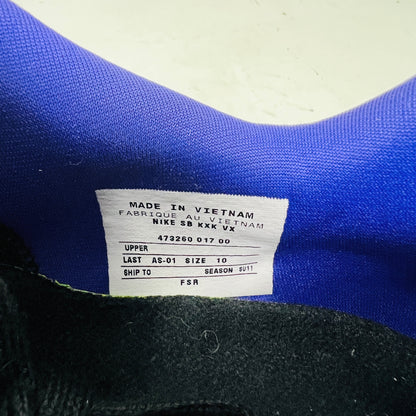 MADE IN VIETNAM
FABRIQUE AU VIETNAM
NIKE SB KXK VX
473260 017 00
UPPER
LAST AS-01 SIZE 10
SHIP TO SEASON SU11
FSR